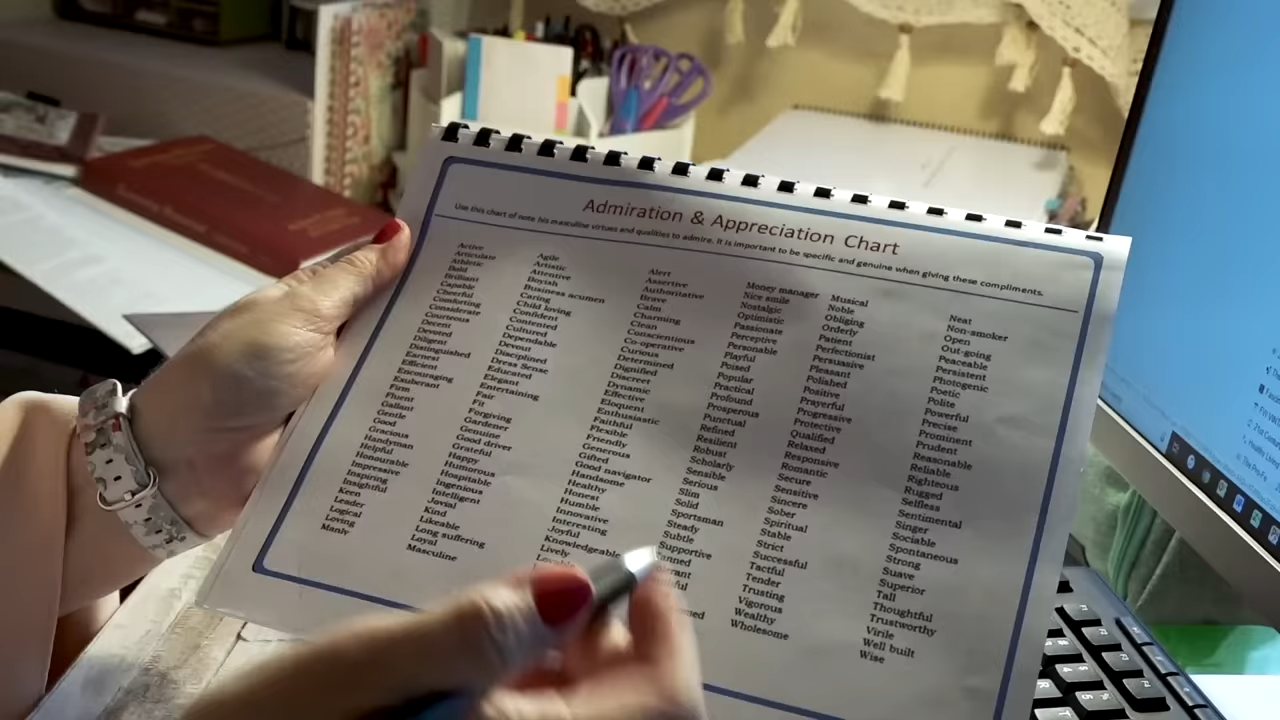 Admiration & Appreciation Chart
Use this chart of note his masculine virtues and qualities to admire. It is important to be specific and genuine when giving these compliments.
Active
Articulate
Athletic
Bold
Brilliant
Capable
Cheerful
Comforting
Considerate
Courteous
Decent
Devoted
Diligent
Distinguished
Earnest
Efficient
Encouraging
Exuberant
Firm
Fluent
Gallant
Gentle
Good
Gracious
Handyman
Helpful
Honourable
Impressive
Inspiring
Insightful
Keen
Leader
Logical
Loving
Manly
Agile
Artistic
Attentive
Boyish
Business acumen
Caring
Child loving
Confident
Contented
Cultured
Dependable
Devout
Disciplined
Dress Sense
Educated
Elegant
Entertaining
Fair
Fit
Forgiving
Gardener
Genuine
Good driver
Grateful
Happy
Humorous
Hospitable
Ingenious
Intelligent
Jovial
Kind
Likeable
Long suffering
Loyal
Masculine
Alert
Assertive
Authoritative
Brave
Calm
Charming
Clean
Conscientious
Co-operative
Curious
Determined
Dignified
Discreet
Dynamic
Effective
Eloquent
Enthusiastic
Faithful
Flexible
Friendly
Generous
Gifted
Good navigator
Handsome
Healthy
Honest
Humble
Innovative
Interesting
Joyful
Knowledgeable
Lively
Money manager
Nice smile
Nostalgic
Optimistic
Passionate
Perceptive
Personable
Playful
Poised
Popular
Practical
Profound
Prosperous
Punctual
Refined
Resilient
Robust
Scholarly
Sensible
Serious
Slim
Solid
Sportsman
Steady
Subtle
Supportive
Musical
Noble
Obliging
Orderly
Patient
Perfectionist
Persuasive
Pleasant
Polished
Positive
Prayerful
Progressive
Protective
Qualified
Relaxed
Responsive
Romantic
Secure
Sensitive
Sincere
Sober
Spiritual
Stable
Strict
Successful
Tactful
Tender
Trusting
Vigorous
Wealthy
Wholesome
Neat
Non-smoker
Open
Out-going
Peaceable
Persistent
Photogenic
Poetic
Polite
Powerful
Precise
Prominent
Prudent
Reasonable
Reliable
Righteous
Rugged
Selfless
Sentimental
Singer
Sociable
Spontaneous
Strong
Suave
Superior
Tall
Thoughtful
Trustworthy
Virile
Well built
Wise